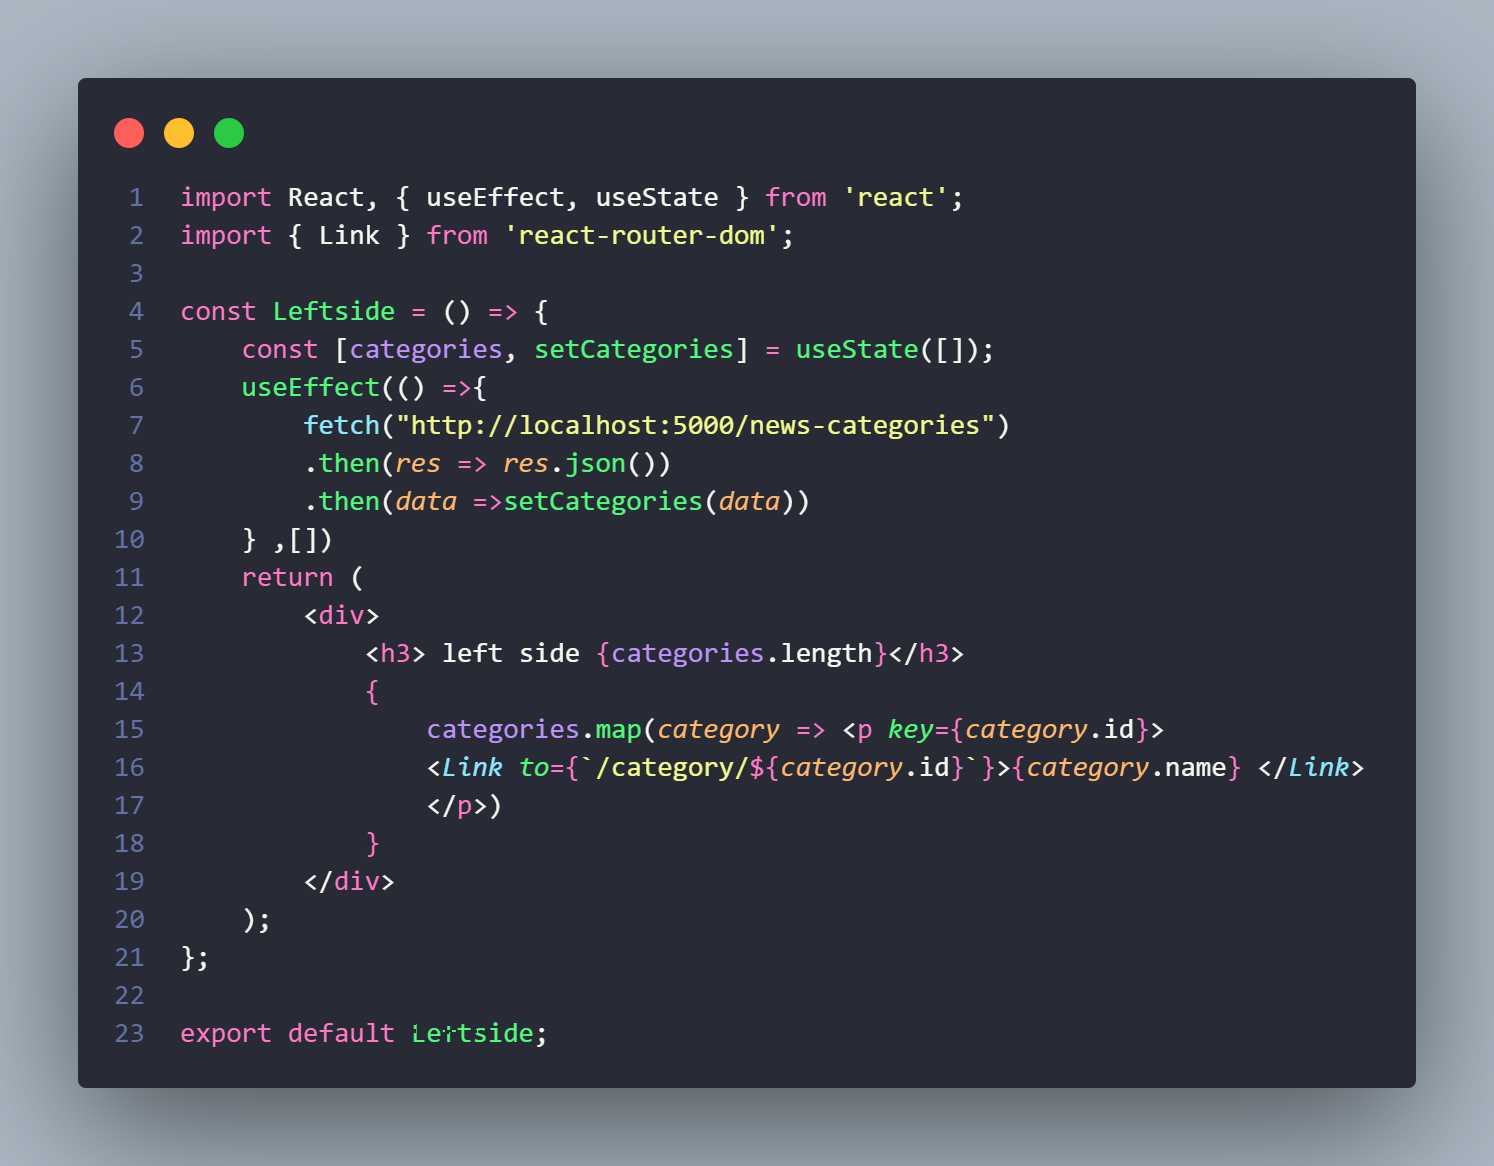 1 import React, { useEffect, useState } from 'react';
2 import { Link } from 'react-router-dom';
3
4 const Leftside = () => {
5     const [categories, setCategories] = useState([]);
6     useEffect(() =>{
7         fetch("http://localhost:5000/news-categories")
8         .then(res => res.json())
9         .then(data =>setCategories(data))
10     } ,[])
11     return (
12         <div>
13             <h3> left side {categories.length}</h3>
14             {
15                 categories.map(category => <p key={category.id}>
16                 <Link to={`/category/${category.id}`}>{category.name} </Link>
17                 </p>)
18             }
19         </div>
20     );
21 };
22
23 export default Leftside;